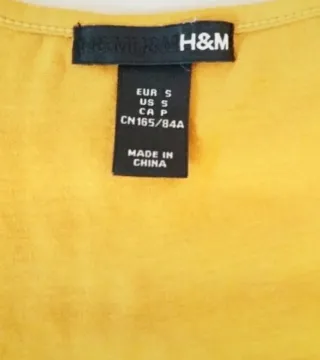 H&M
EUR S
US S
CA P
CN165/84A
MADE IN
CHINA